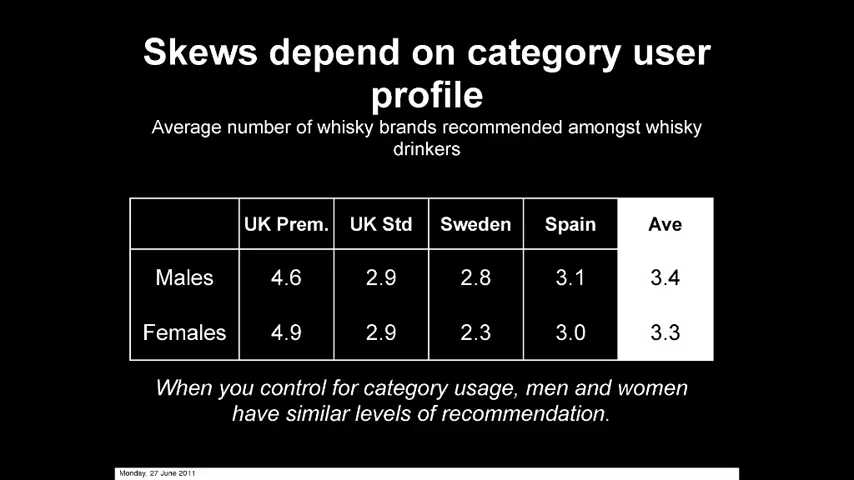 Skews depend on category user
profile
Average number of whisky brands recommended amongst whisky
drinkers
UK Prem. UK Std Sweden Spain Ave
Males 4.6 2.9 2.8 3.1 3.4
Females 4.9 2.9 2.3 3.0 3.3
When you control for category usage, men and women
have similar levels of recommendation.
Monday, 27 June 2011